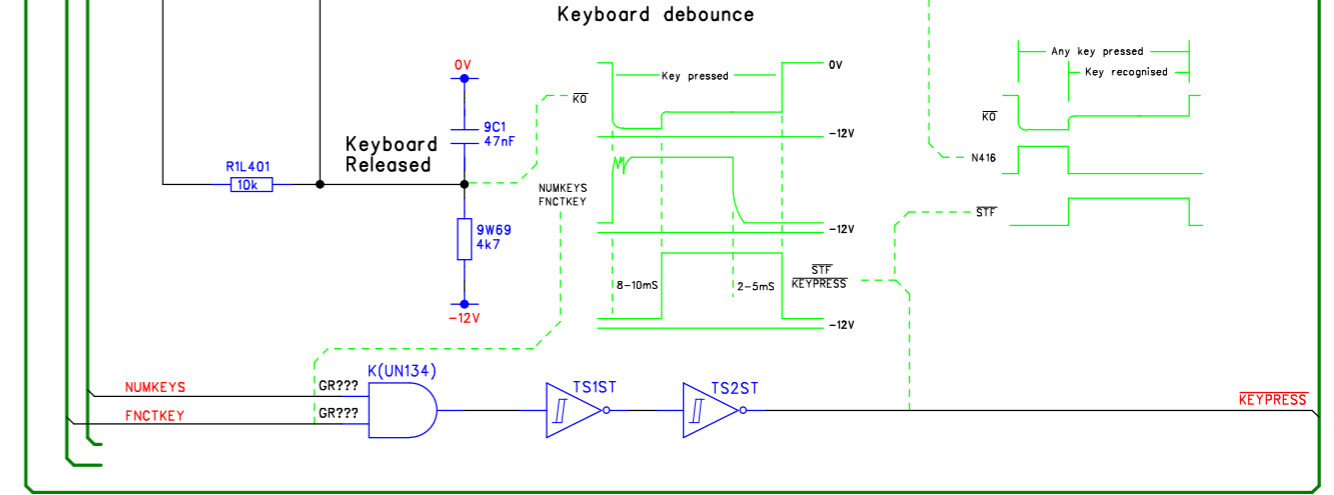 Keyboard debounce
0V
9C1
47nF
Keyboard
Released
R1L401
10k
9W69
4k7
-12V
KO
Key pressed
0V
-12V
NUMKEYS
FNCTKEY
-12V
STF
KEYPRESS
8-10mS
2-5mS
-12V
Any key pressed
Key recognised
KO
N416
STF
K(UN134)
NUMKEYS
GR???
FNCTKEY
GR???
TS1ST
TS2ST
KEYPRESS